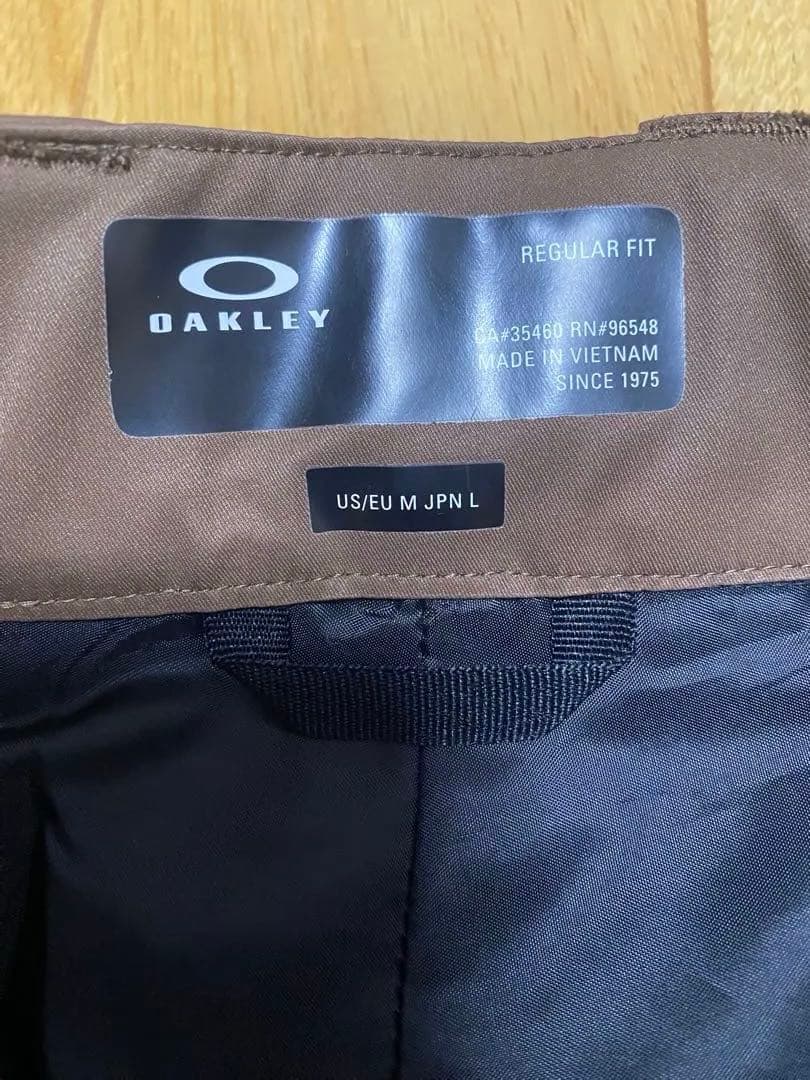 OAKLEY
REGULAR FIT
CA#35460 RN#96548
MADE IN VIETNAM
SINCE 1975
US/EU M JPN L